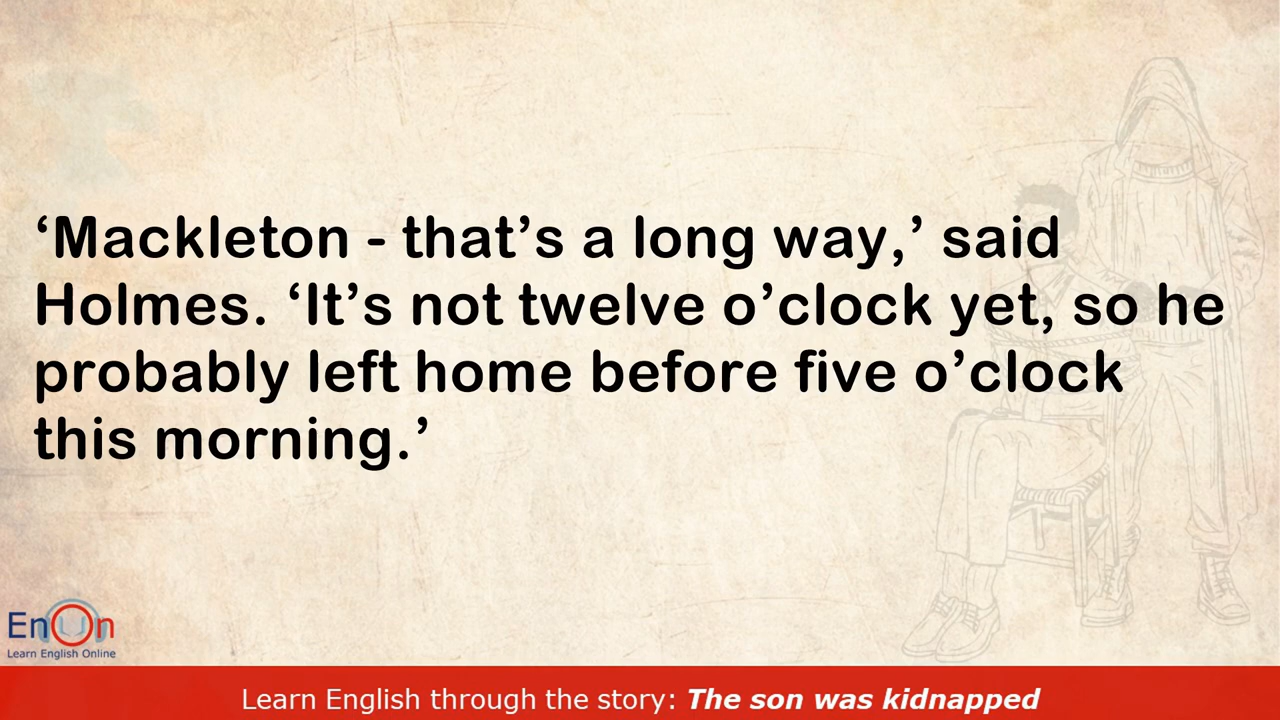 ‘Mackleton - that’s a long way,’ said
Holmes. ‘It’s not twelve o’clock yet, so he
probably left home before five o’clock
this morning.’
EnOn
Learn English Online
Learn English through the story: The son was kidnapped